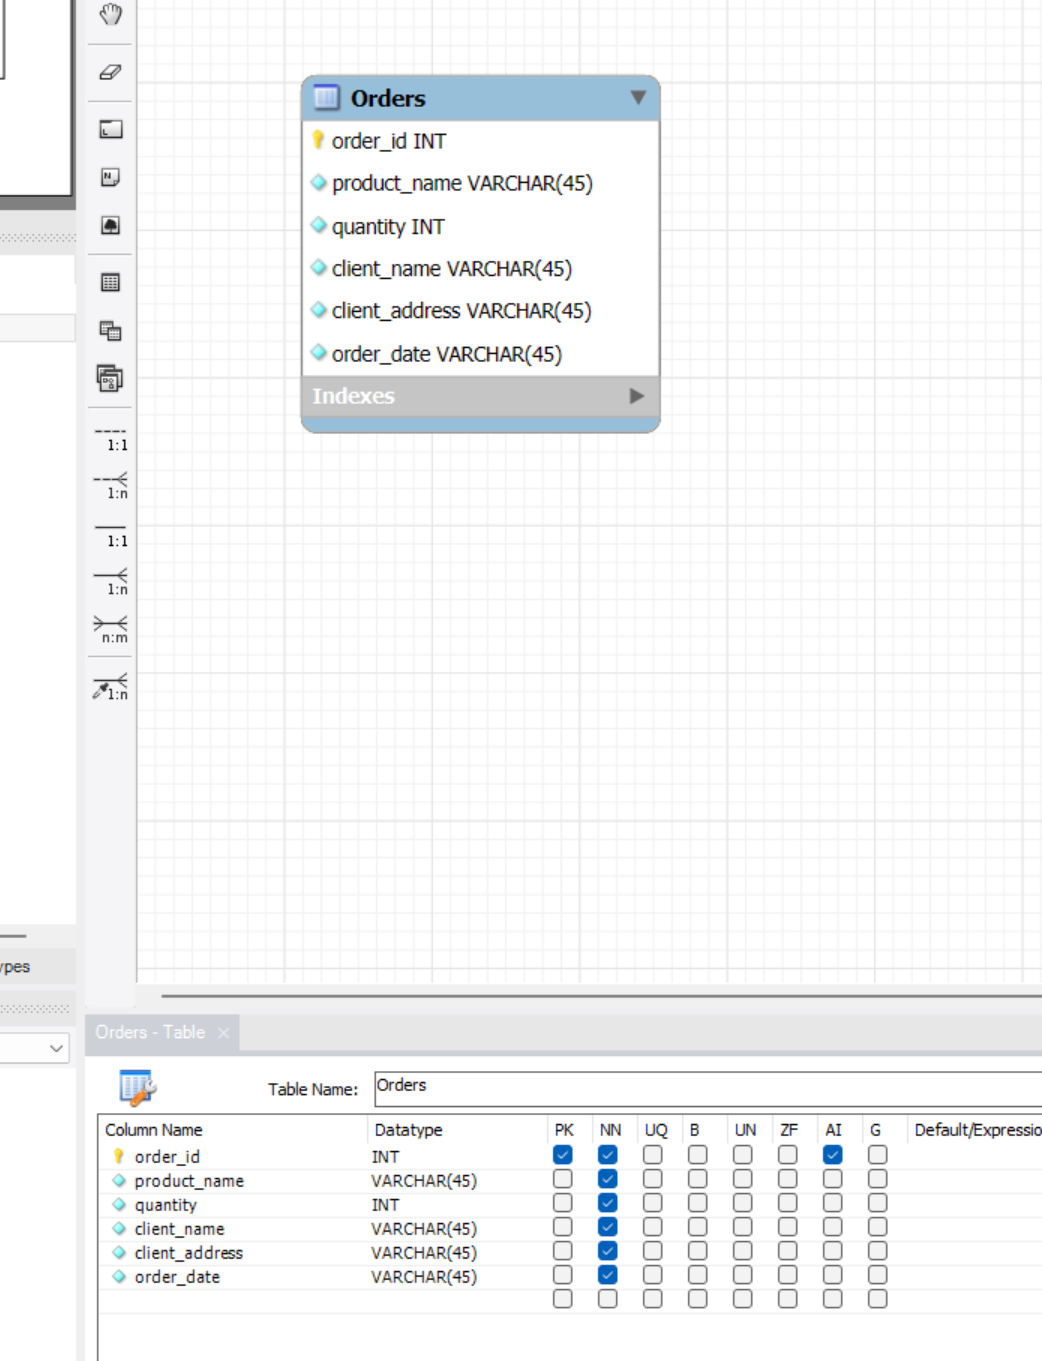 Orders
order_id INT
product_name VARCHAR(45)
quantity INT
client_name VARCHAR(45)
client_address VARCHAR(45)
order_date VARCHAR(45)
Indexes
1:1
1:n
1:1
1:n
n:m
1:n
ypes
Orders - Table
Table Name: Orders
Column Name Datatype PK NN UQ B UN ZF AI G Default/Expressio
order_id INT
product_name VARCHAR(45)
quantity INT
client_name VARCHAR(45)
client_address VARCHAR(45)
order_date VARCHAR(45)